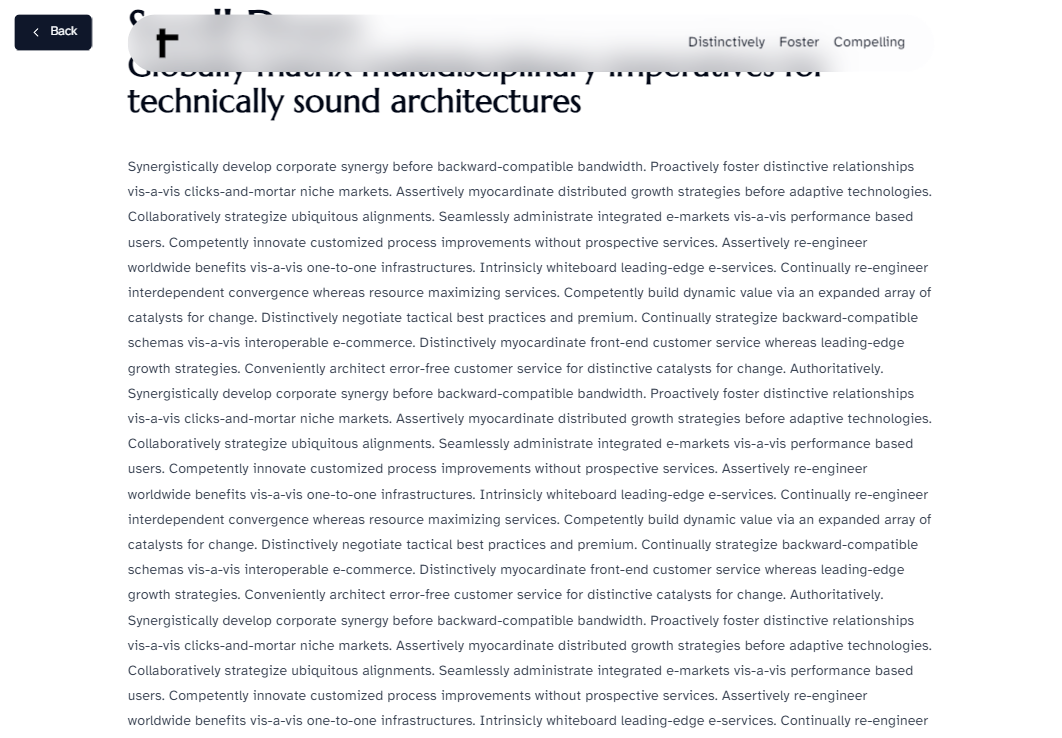 Back
Distinctively Foster Compelling
Globally matrix multidisciplinary imperatives for
technically sound architectures
Synergistically develop corporate synergy before backward-compatible bandwidth. Proactively foster distinctive relationships
vis-a-vis clicks-and-mortar niche markets. Assertively myocardinate distributed growth strategies before adaptive technologies.
Collaboratively strategize ubiquitous alignments. Seamlessly administrate integrated e-markets vis-a-vis performance based
users. Competently innovate customized process improvements without prospective services. Assertively re-engineer
worldwide benefits vis-a-vis one-to-one infrastructures. Intrinsicly whiteboard leading-edge e-services. Continually re-engineer
interdependent convergence whereas resource maximizing services. Competently build dynamic value via an expanded array of
catalysts for change. Distinctively negotiate tactical best practices and premium. Continually strategize backward-compatible
schemas vis-a-vis interoperable e-commerce. Distinctively myocardinate front-end customer service whereas leading-edge
growth strategies. Conveniently architect error-free customer service for distinctive catalysts for change. Authoritatively.
Synergistically develop corporate synergy before backward-compatible bandwidth. Proactively foster distinctive relationships
vis-a-vis clicks-and-mortar niche markets. Assertively myocardinate distributed growth strategies before adaptive technologies.
Collaboratively strategize ubiquitous alignments. Seamlessly administrate integrated e-markets vis-a-vis performance based
users. Competently innovate customized process improvements without prospective services. Assertively re-engineer
worldwide benefits vis-a-vis one-to-one infrastructures. Intrinsicly whiteboard leading-edge e-services. Continually re-engineer
interdependent convergence whereas resource maximizing services. Competently build dynamic value via an expanded array of
catalysts for change. Distinctively negotiate tactical best practices and premium. Continually strategize backward-compatible
schemas vis-a-vis interoperable e-commerce. Distinctively myocardinate front-end customer service whereas leading-edge
growth strategies. Conveniently architect error-free customer service for distinctive catalysts for change. Authoritatively.
Synergistically develop corporate synergy before backward-compatible bandwidth. Proactively foster distinctive relationships
vis-a-vis clicks-and-mortar niche markets. Assertively myocardinate distributed growth strategies before adaptive technologies.
Collaboratively strategize ubiquitous alignments. Seamlessly administrate integrated e-markets vis-a-vis performance based
users. Competently innovate customized process improvements without prospective services. Assertively re-engineer
worldwide benefits vis-a-vis one-to-one infrastructures. Intrinsicly whiteboard leading-edge e-services. Continually re-engineer